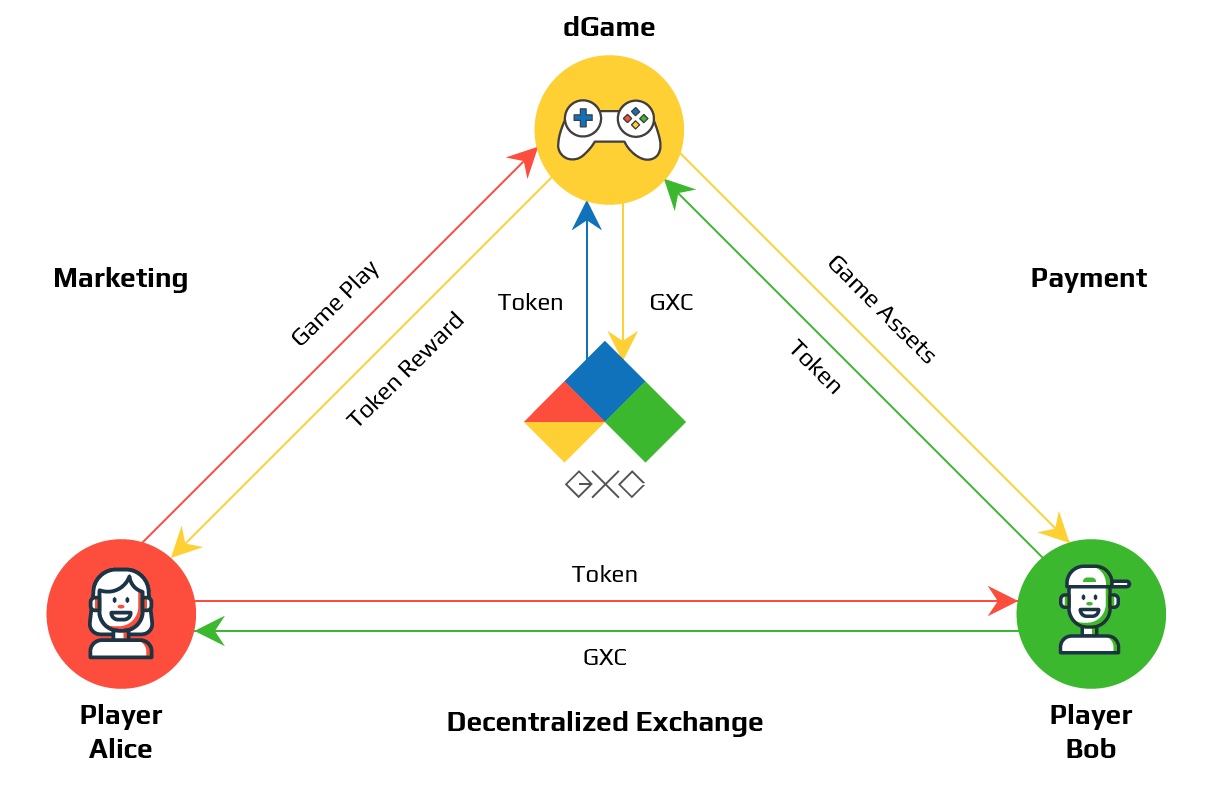 dGame
Marketing
Payment
Game Play
Token Reward
Token
GXC
Game Assets
Token
GXC
Token
GXC
Decentralized Exchange
Player
Alice
Player
Bob